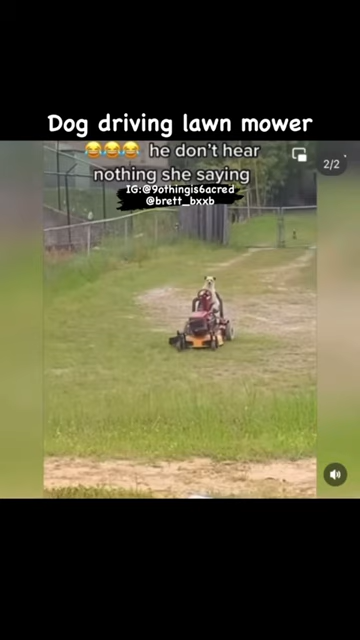 Dog driving lawn mower
😂😂😂 he don't hear
nothing she saying
2/2
IG:@9othingis6acred
@brett_bxxb